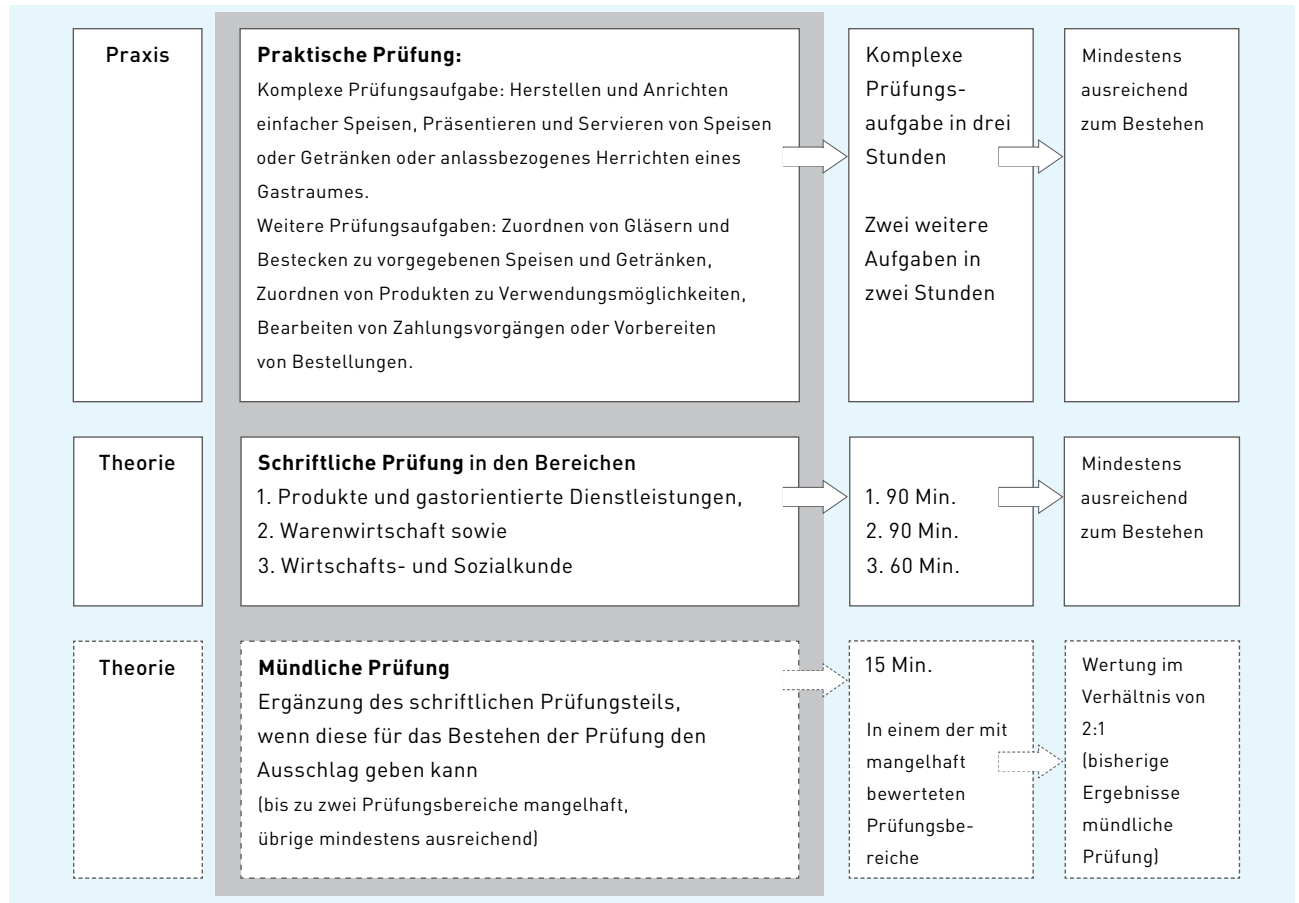 Praxis
Praktische Prüfung:
Komplexe Prüfungsaufgabe: Herstellen und Anrichten
einfacher Speisen, Präsentieren und Servieren von Speisen
oder Getränken oder anlassbezogenes Herrichten eines
Gastraumes.
Weitere Prüfungsaufgaben: Zuordnen von Gläsern und
Bestecken zu vorgegebenen Speisen und Getränken,
Zuordnen von Produkten zu Verwendungsmöglichkeiten,
Bearbeiten von Zahlungsvorgängen oder Vorbereiten
von Bestellungen.
Komplexe
Prüfungs-
aufgabe in drei
Stunden
Zwei weitere
Aufgaben in
zwei Stunden
Mindestens
ausreichend
zum Bestehen
Theorie
Schriftliche Prüfung in den Bereichen
1. Produkte und gastorientierte Dienstleistungen,
2. Warenwirtschaft sowie
3. Wirtschafts- und Sozialkunde
1. 90 Min.
2. 90 Min.
3. 60 Min.
Mindestens
ausreichend
zum Bestehen
Theorie
Mündliche Prüfung
Ergänzung des schriftlichen Prüfungsteils,
wenn diese für das Bestehen der Prüfung den
Ausschlag geben kann
(bis zu zwei Prüfungsbereiche mangelhaft,
übrige mindestens ausreichend)
15 Min.
In einem der mit
mangelhaft
bewerteten
Prüfungsbe-
reiche
Wertung im
Verhältnis von
2:1
(bisherige
Ergebnisse
mündliche
Prüfung)